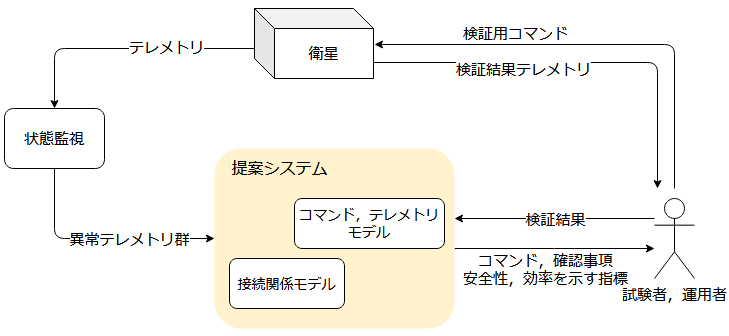 検証用コマンド
テレメトリ
衛星
検証結果テレメトリ
状態監視
提案システム
コマンド，テレメトリ
モデル
検証結果
異常テレメトリ群
コマンド，確認事項
安全性，効率を示す指標
接続関係モデル
試験者，運用者